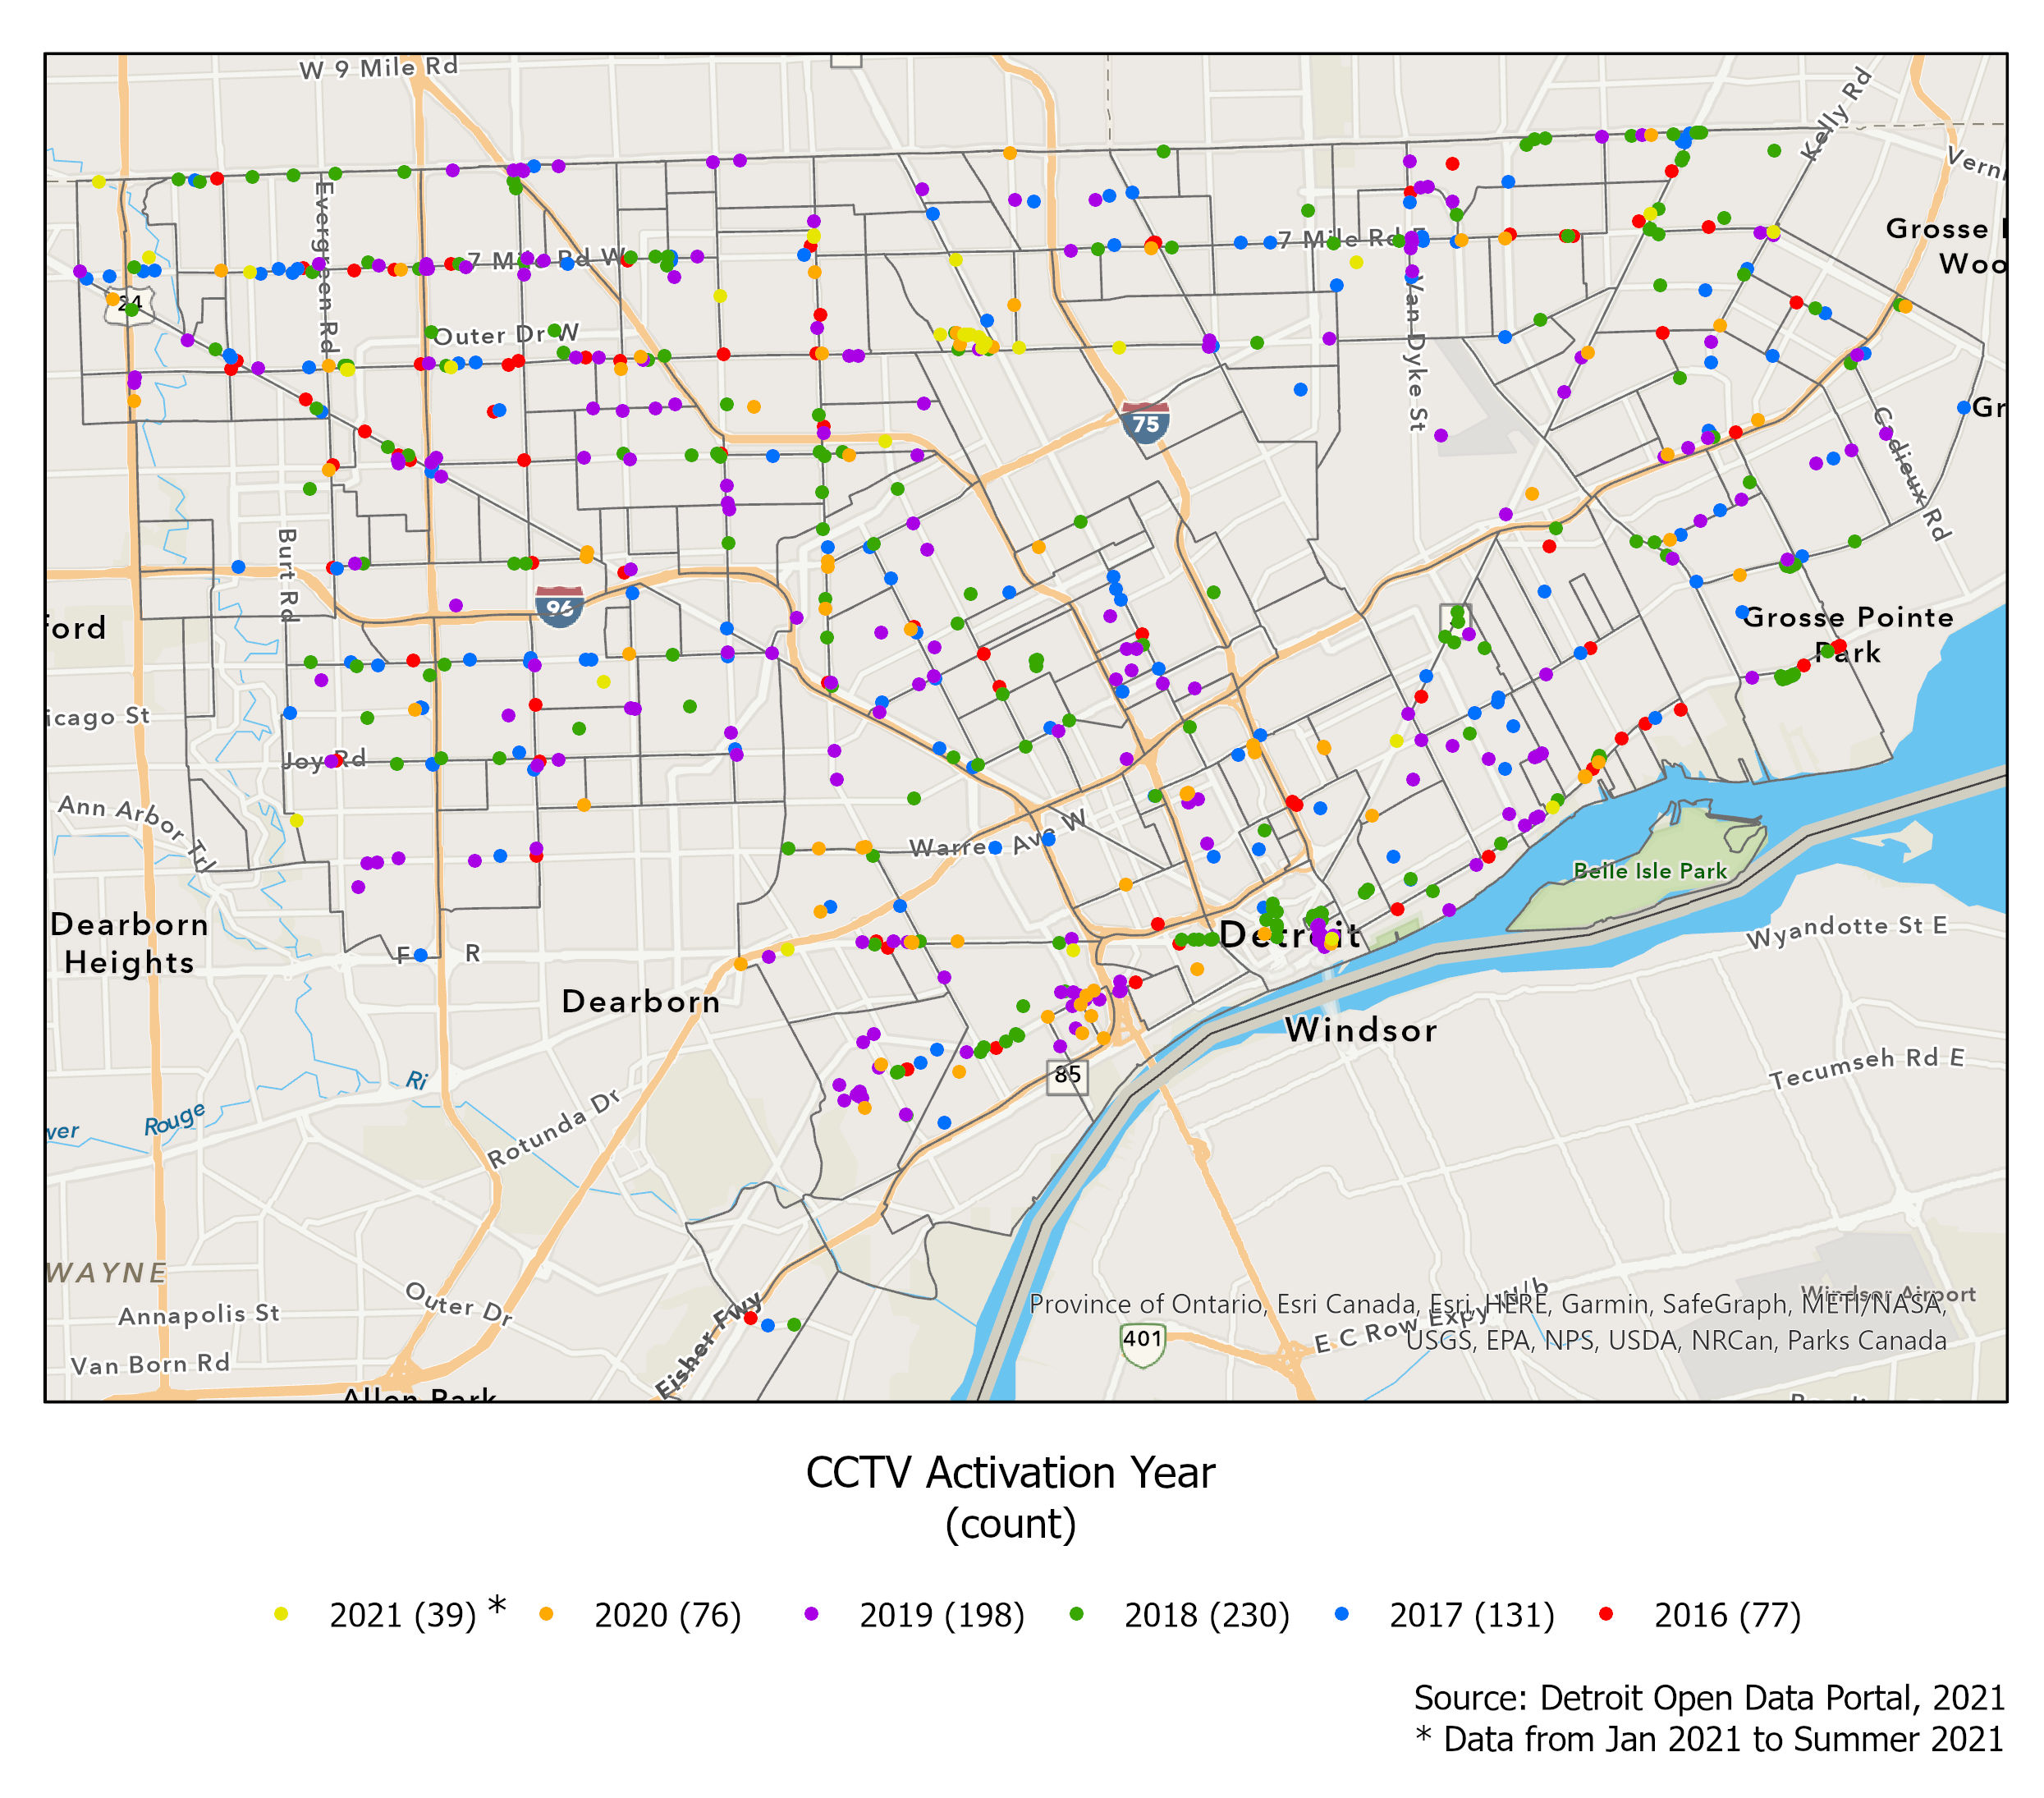 W 9 Mile Rd
Kelly Rd
Evergreen Rd
7 Mile Rd W
7 Mile Rd E
Grosse
Woo
24
Outer Dr W
Van Dyke St
75
Gr
Cadieux Rd
Burt Rd
96
ford
Grosse Pointe
Park
icago St
Joy Rd
Ann Arbor Trl
Warren Ave W
Belle Isle Park
Dearborn
Heights
F R
Detroit
Wyandotte St E
Dearborn
Windsor
85
Tecumseh Rd E
Ri
Rouge
wer
Rotunda Dr
WAYNE
Outer Dr
Annapolis St
Windsor Airport
Province of Ontario, Esri Canada, Esri, HERE, Garmin, SafeGraph, METI/NASA,
USGS, EPA, NPS, USDA, NRCan, Parks Canada
E C Row Expy W/b
401
Van Born Rd
Fisher Fwy
Allen Park
CCTV Activation Year
(count)
2021 (39) * 2020 (76) 2019 (198) 2018 (230) 2017 (131) 2016 (77)
Source: Detroit Open Data Portal, 2021
* Data from Jan 2021 to Summer 2021